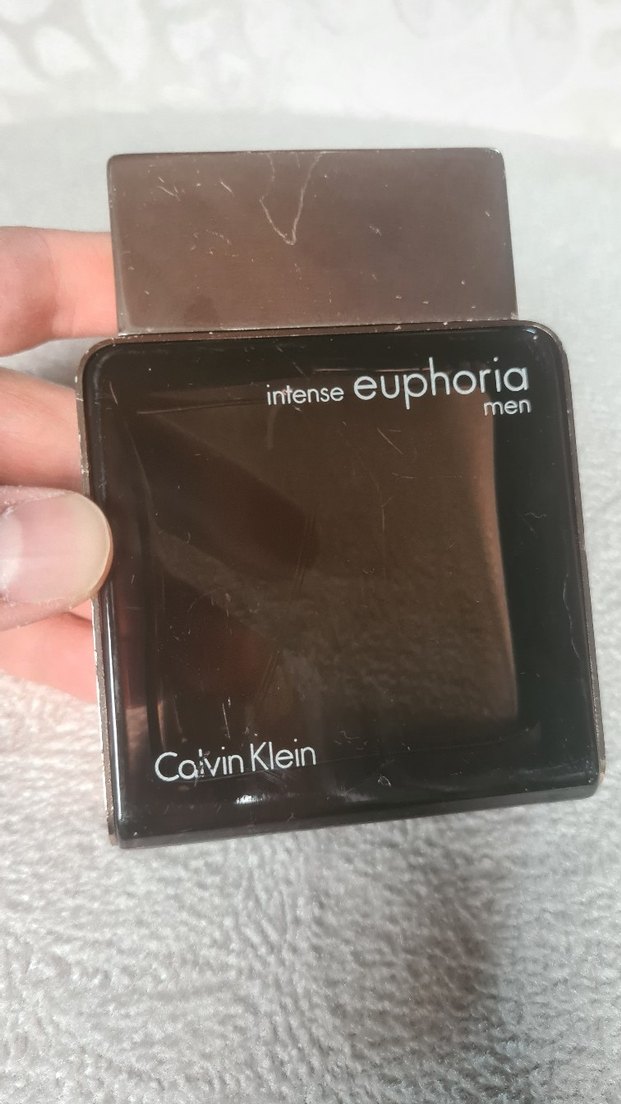 intense euphoria
men
Calvin Klein